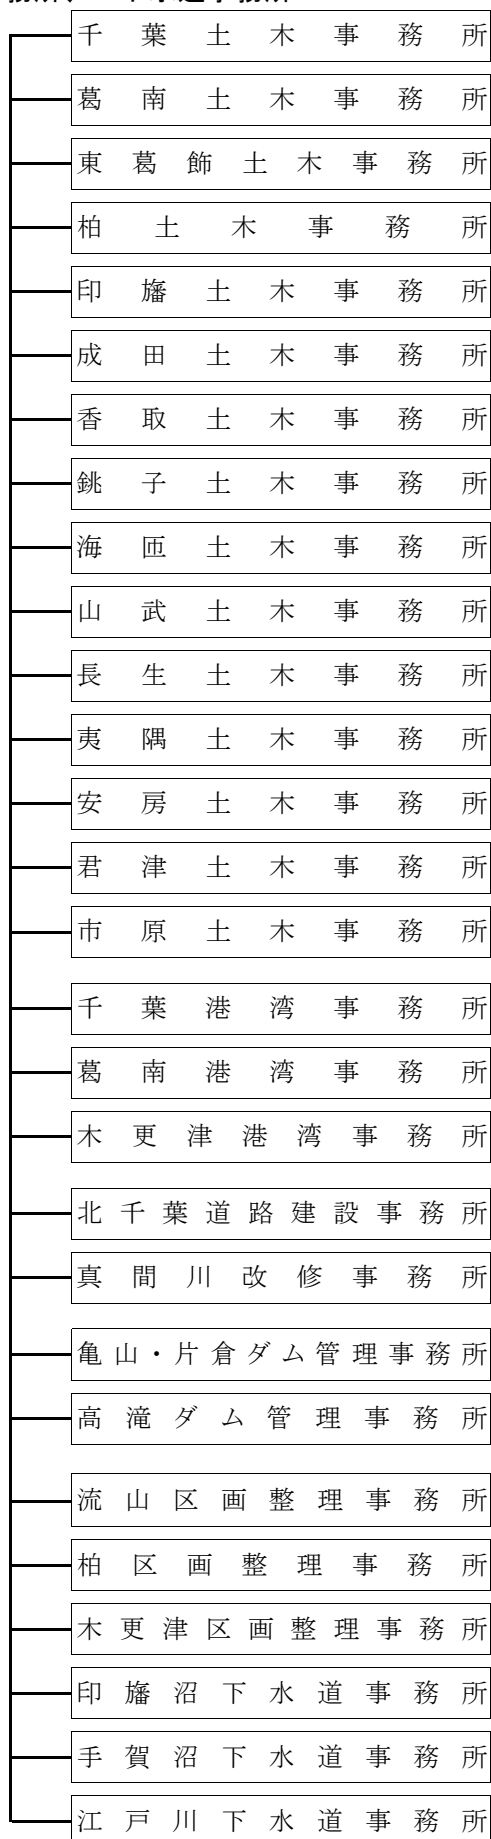 千葉土木事務所
葛南土木事務所
東葛飾土木事務所
柏土木事務所
印旛土木事務所
成田土木事務所
香取土木事務所
銚子土木事務所
海匝土木事務所
山武土木事務所
長生土木事務所
夷隅土木事務所
安房土木事務所
君津土木事務所
市原土木事務所
千葉港湾事務所
葛南港湾事務所
木更津港湾事務所
北千葉道路建設事務所
真間川改修事務所
亀山・片倉ダム管理事務所
高滝ダム管理事務所
流山区画整理事務所
柏区画整理事務所
木更津区画整理事務所
印旛沼下水道事務所
手賀沼下水道事務所
江戸川下水道事務所